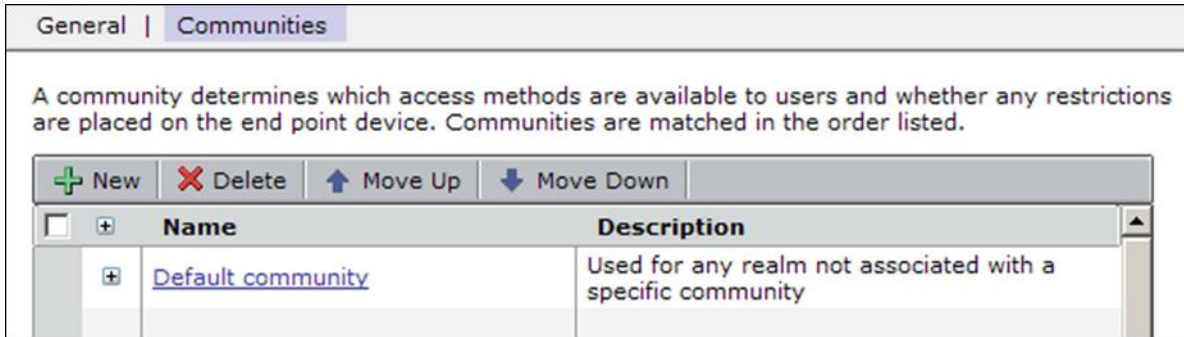 General | Communities
A community determines which access methods are available to users and whether any restrictions
are placed on the end point device. Communities are matched in the order listed.
New Delete Move Up Move Down
Name Description
Default community Used for any realm not associated with a
specific community